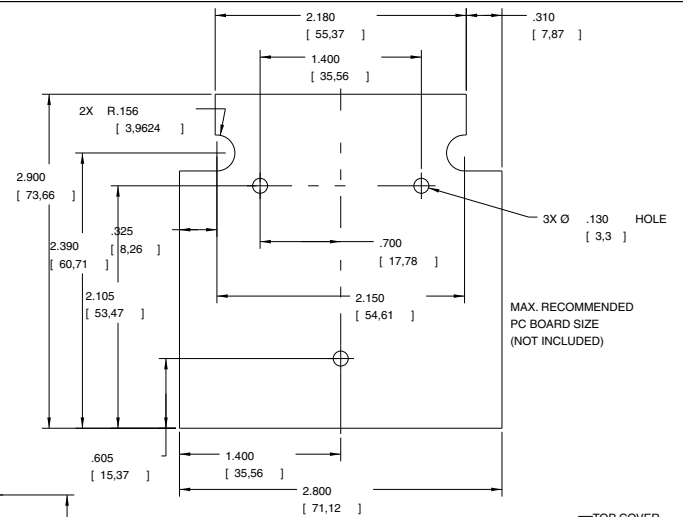 2.180
[ 55,37 ]
.310
[ 7,87 ]
1.400
[ 35,56 ]
2X R.156
[ 3,9624 ]
2.900
[ 73,66 ]
3X Ø .130 HOLE
[ 3,3 ]
.325
[ 8,26 ]
2.390
[ 60,71 ]
.700
[ 17,78 ]
2.105
[ 53,47 ]
2.150
[ 54,61 ]
MAX. RECOMMENDED
PC BOARD SIZE
(NOT INCLUDED)
.605
[ 15,37 ]
1.400
[ 35,56 ]
2.800
[ 71,12 ]
TOP COVER